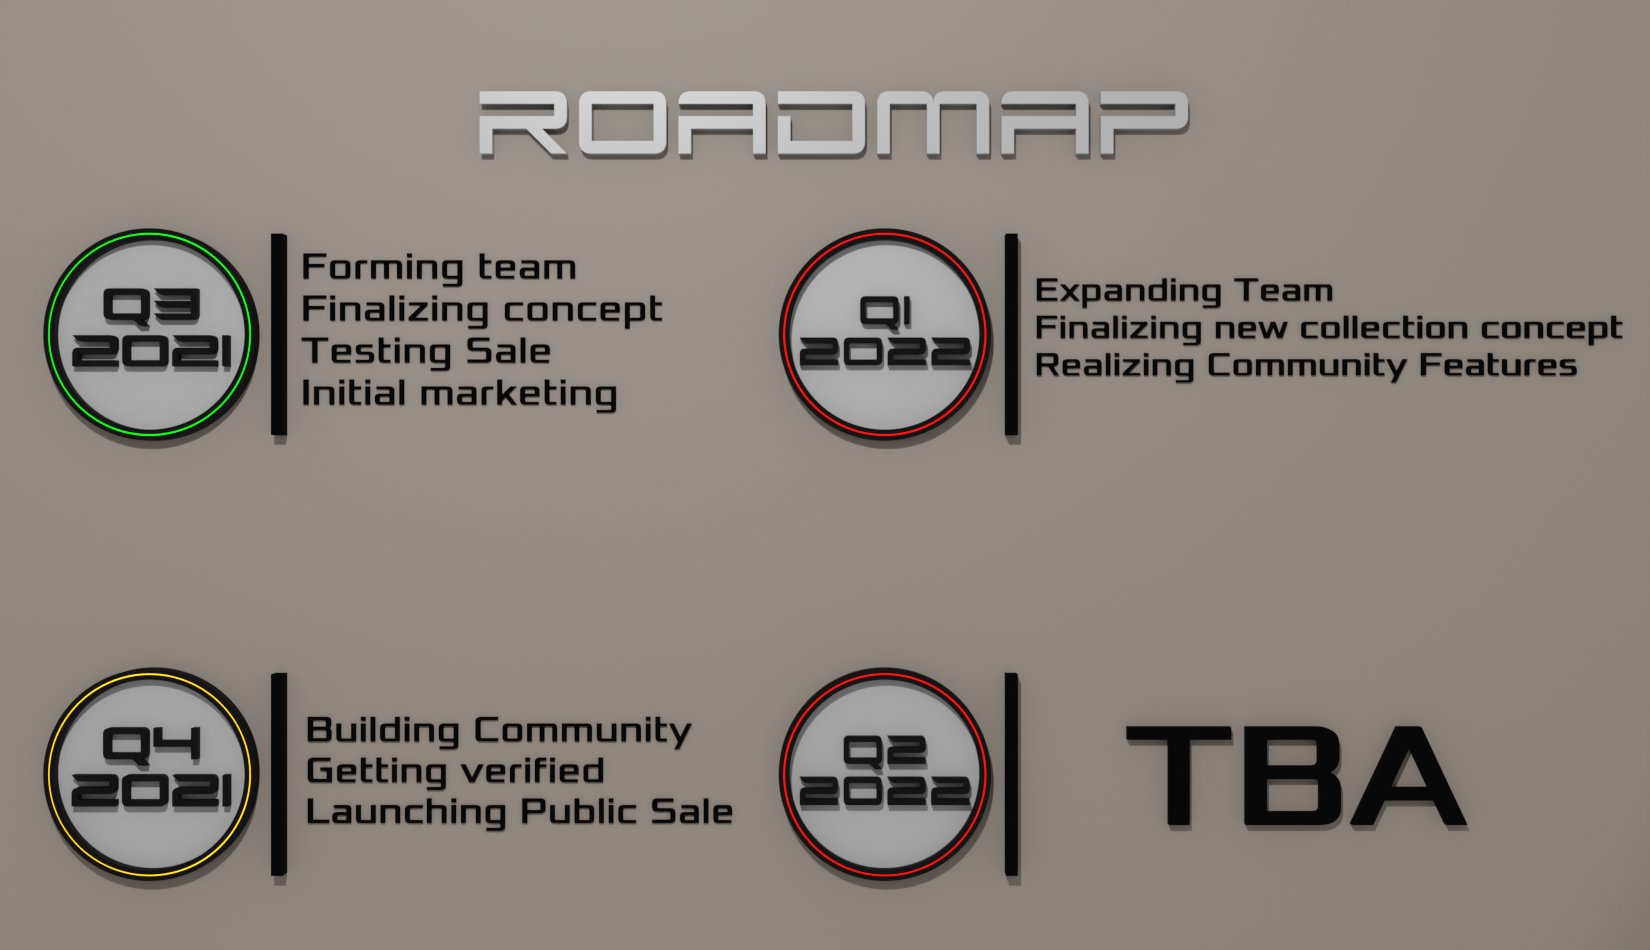 ROADMAP
Q3
2021
Forming team
Finalizing concept
Testing Sale
Initial marketing
Q1
2022
Expanding Team
Finalizing new collection concept
Realizing Community Features
Q4
2021
Building Community
Getting verified
Launching Public Sale
Q2
2022
TBA